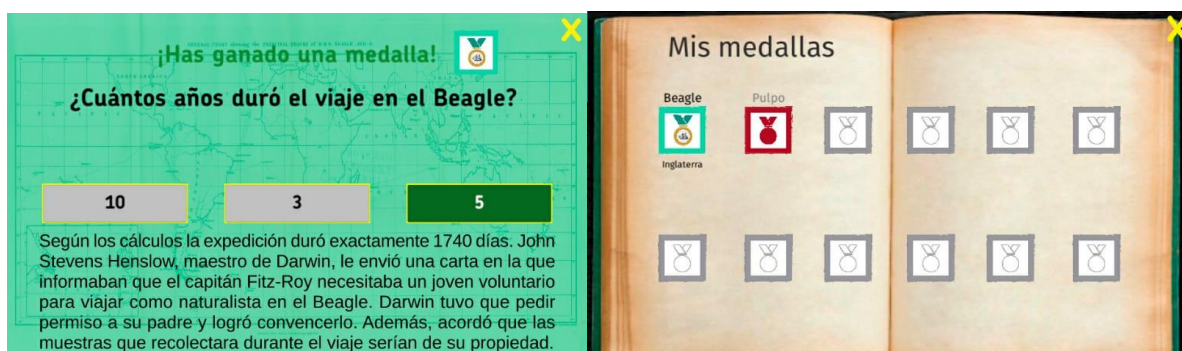 ¡Has ganado una medalla!
¿Cuántos años duró el viaje en el Beagle?
10
3
5
Según los cálculos la expedición duró exactamente 1740 días. John
Stevens Henslow, maestro de Darwin, le envió una carta en la que
informaban que el capitán Fitz-Roy necesitaba un joven voluntario
para viajar como naturalista en el Beagle. Darwin tuvo que pedir
permiso a su padre y logró convencerlo. Además, acordó que las
muestras que recolectara durante el viaje serían de su propiedad.
X
Mis medallas
X
Beagle
Pulpo
Inglaterra